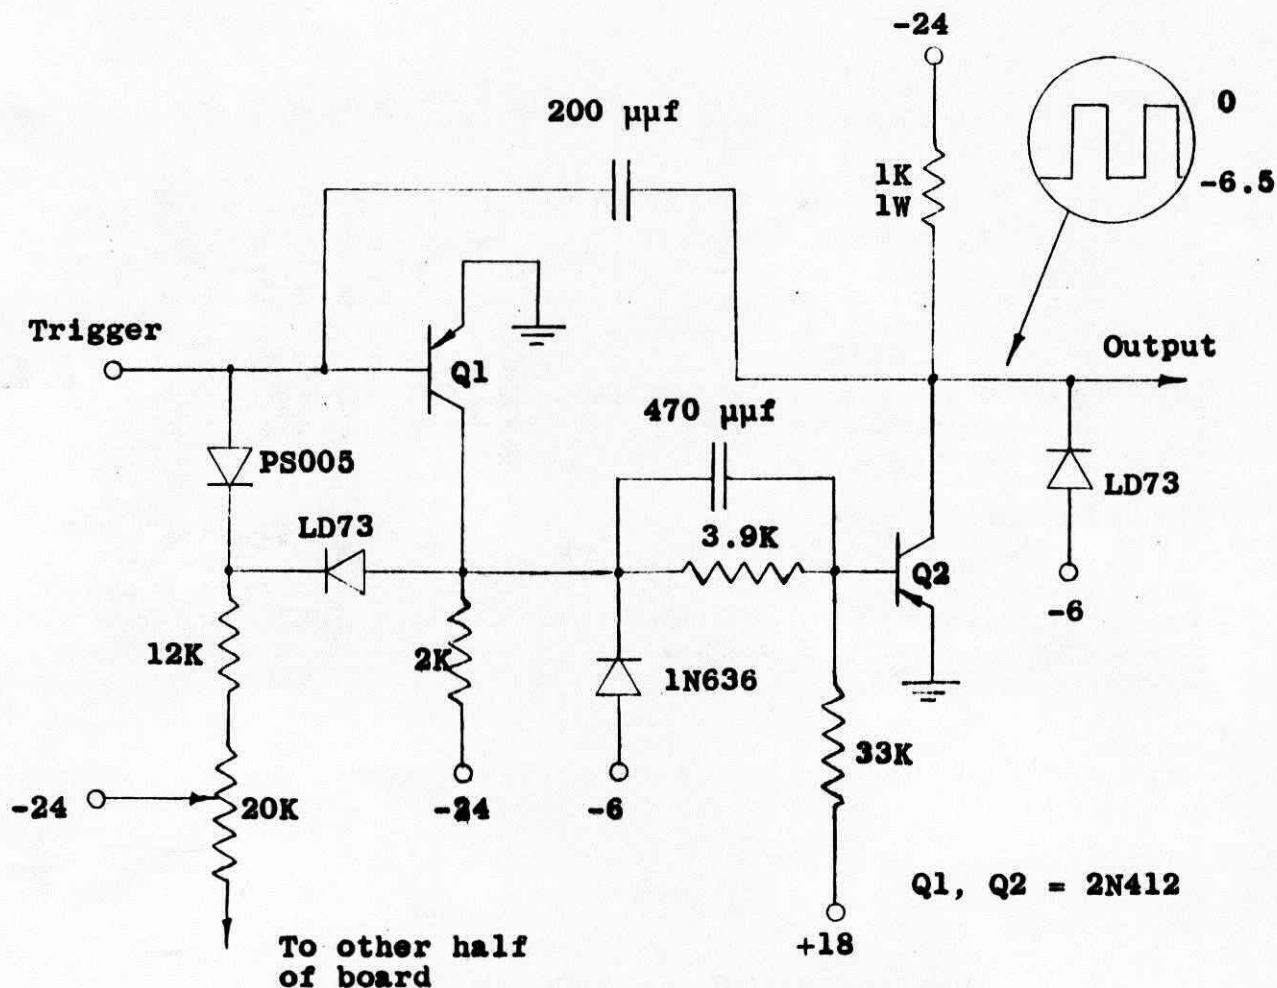 -24
200 μμf
0
1K
1W
-6.5
Trigger
Output
Q1
470 μμf
PS005
LD73
LD73
3.9K
Q2
-6
12K
2K
1N636
33K
-24
20K
-24
-6
Q1, Q2 = 2N412
+18
To other half
of board